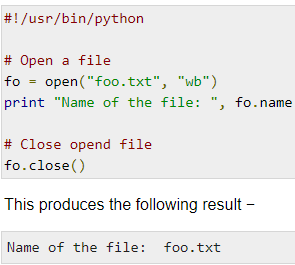 #!/usr/bin/python
# Open a file
fo = open("foo.txt", "wb")
print "Name of the file: ", fo.name
# Close opend file
fo.close()
This produces the following result −
Name of the file:  foo.txt